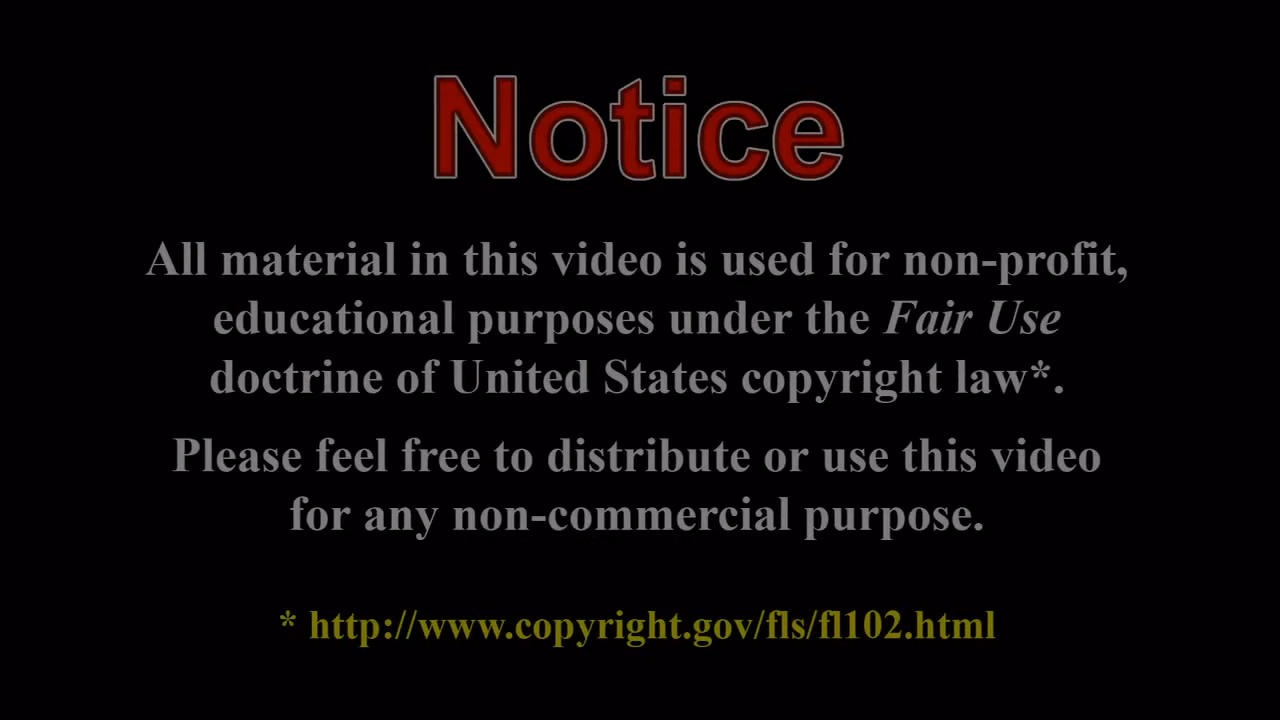 Notice
All material in this video is used for non-profit,
educational purposes under the Fair Use
doctrine of United States copyright law*.
Please feel free to distribute or use this video
for any non-commercial purpose.
* http://www.copyright.gov/fls/fl102.html